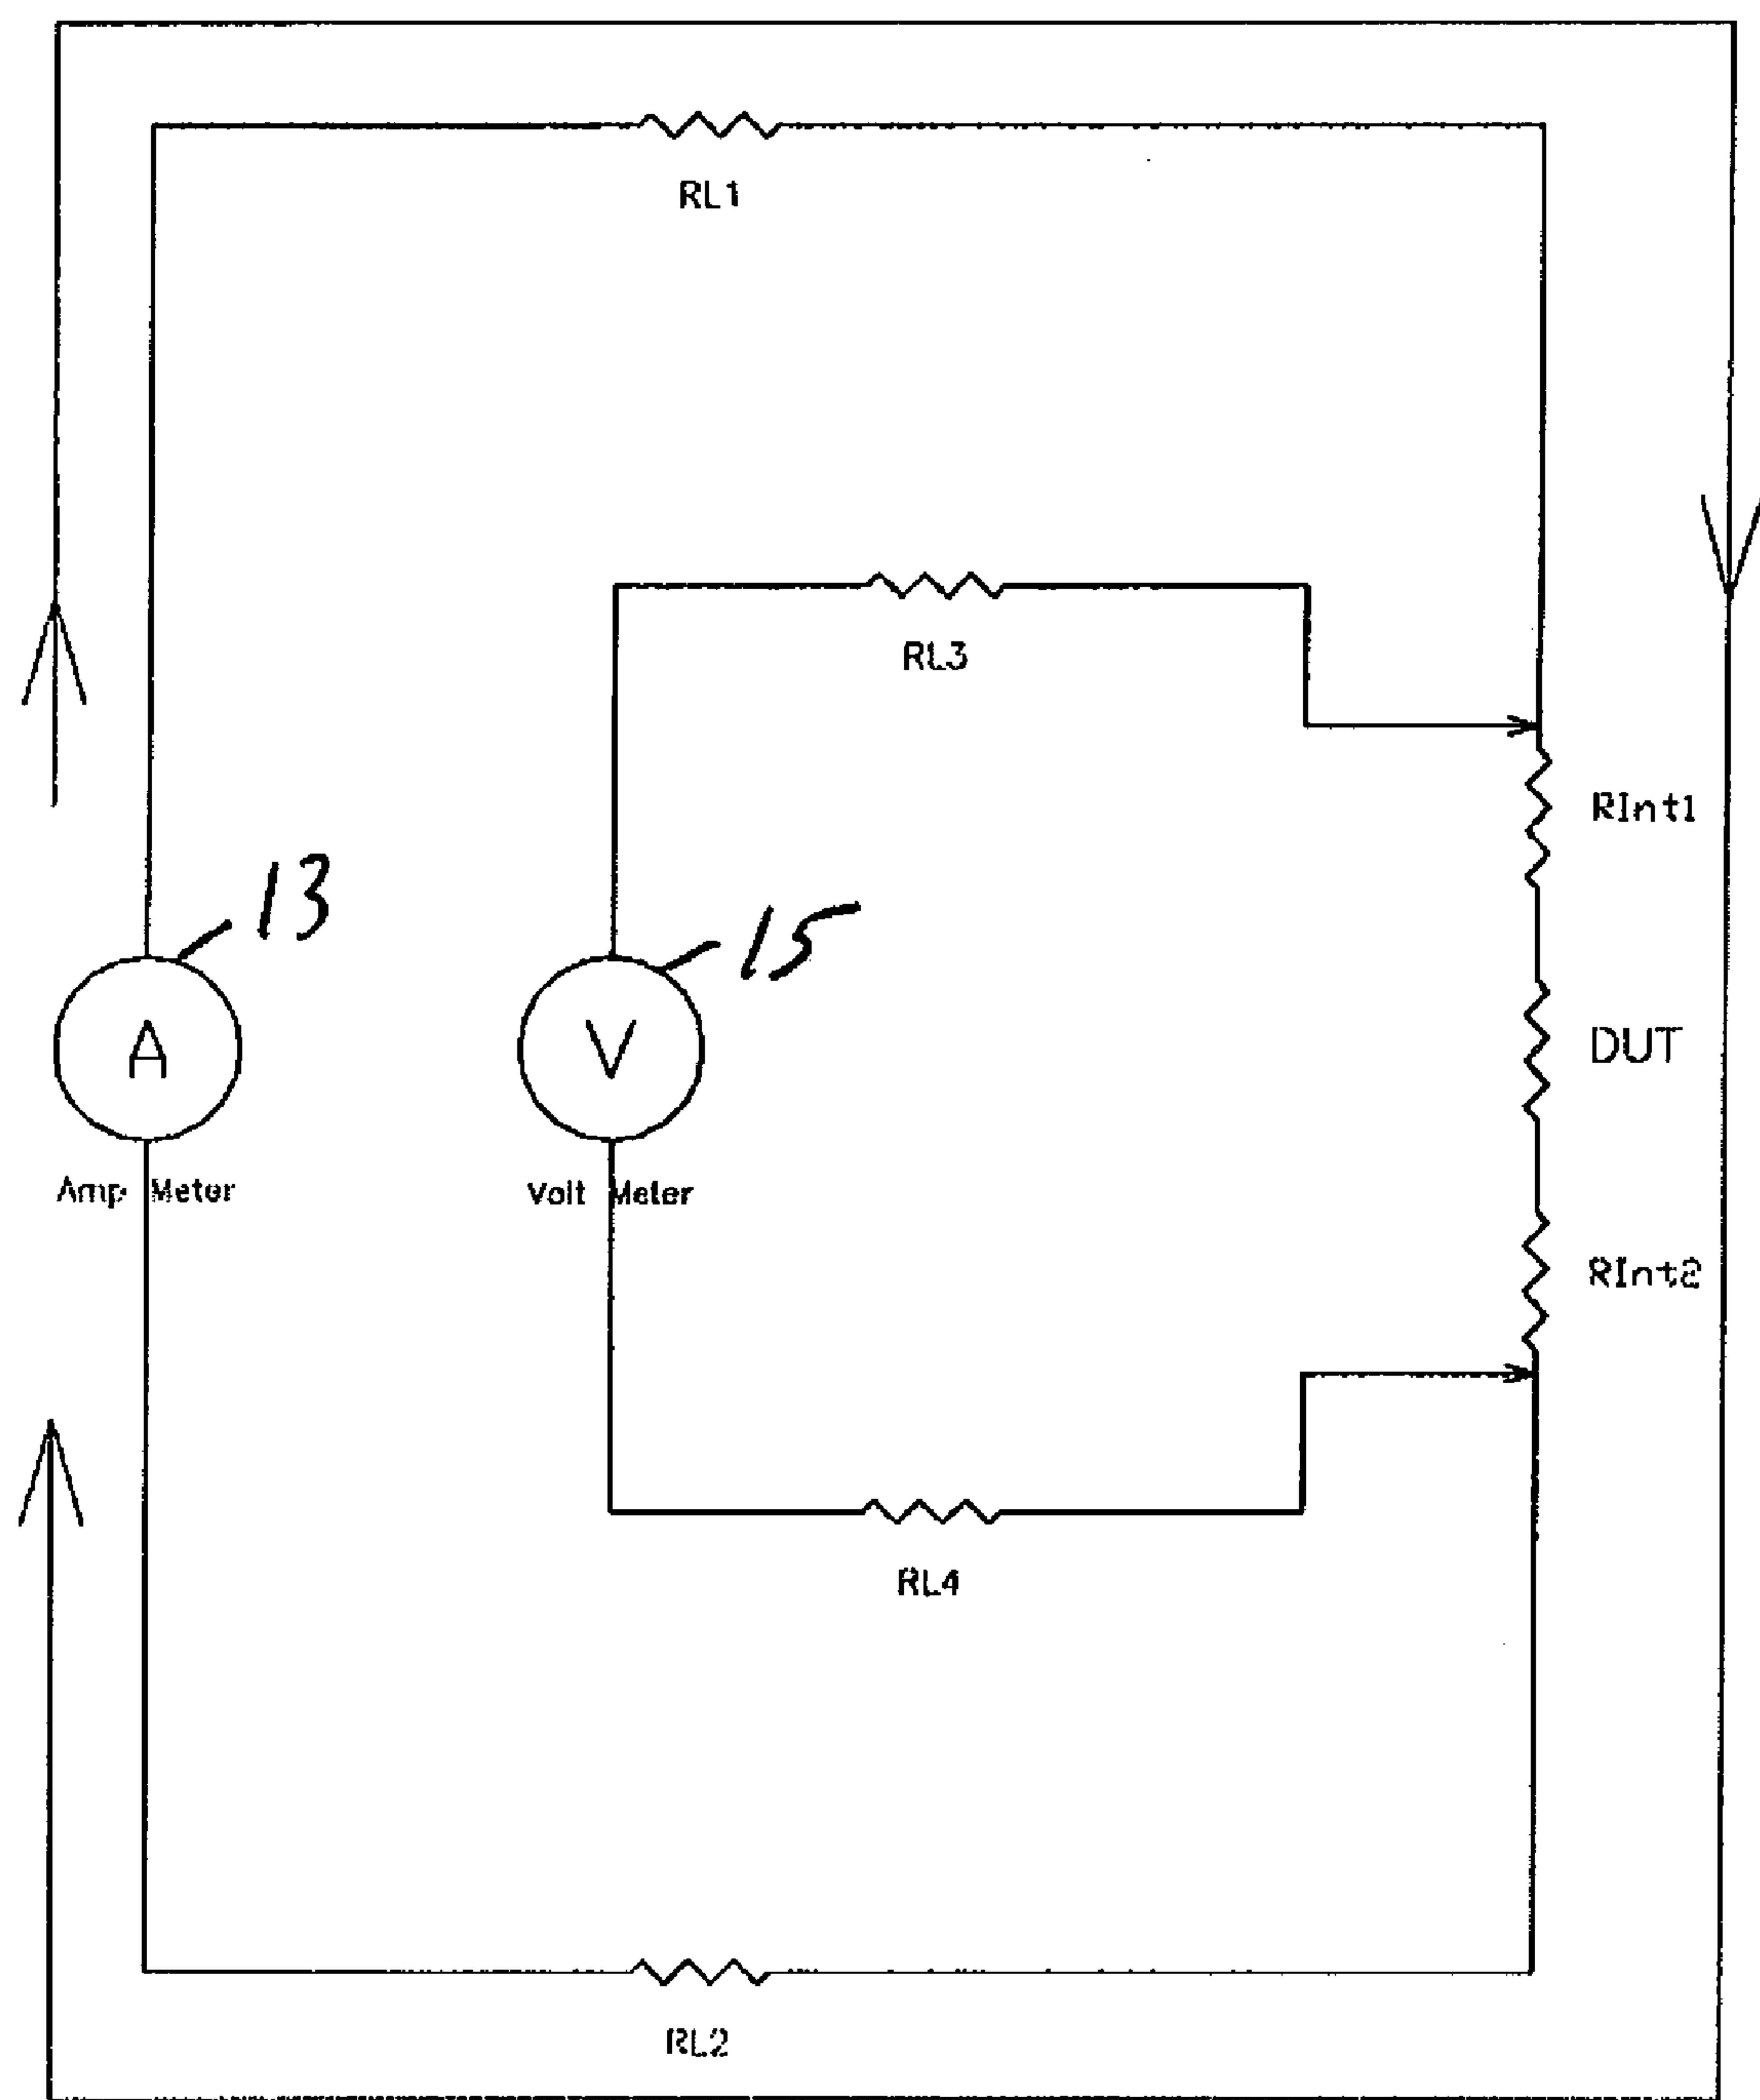 RL1
RL3
RInt1
13
15
A
V
DUT
Amp Meter
Volt Meter
RInt2
RL4
RL2